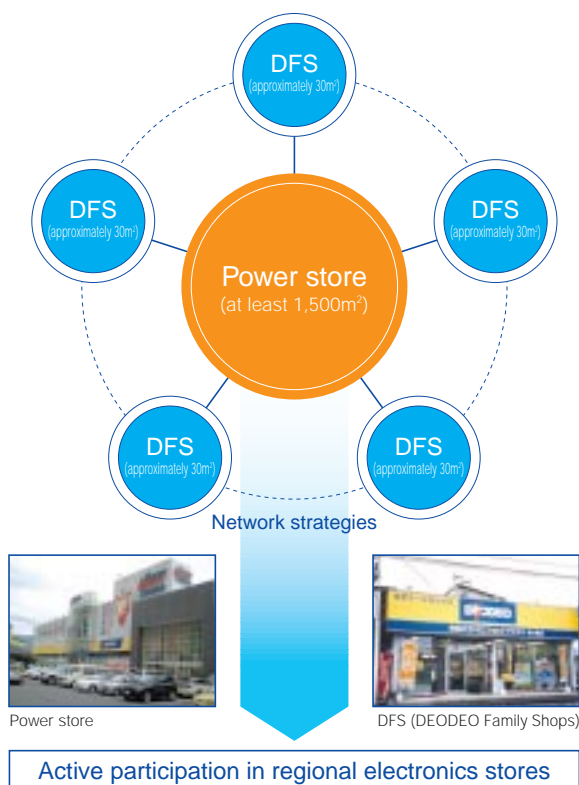 DFS
(approximately 30m²)
DFS
(approximately 30m²)
DFS
(approximately 30m²)
Power store
(at least 1,500m²)
DFS
(approximately 30m²)
DFS
(approximately 30m²)
Network strategies
DEODEO
Power store
DFS (DEODEO Family Shops)
Active participation in regional electronics stores